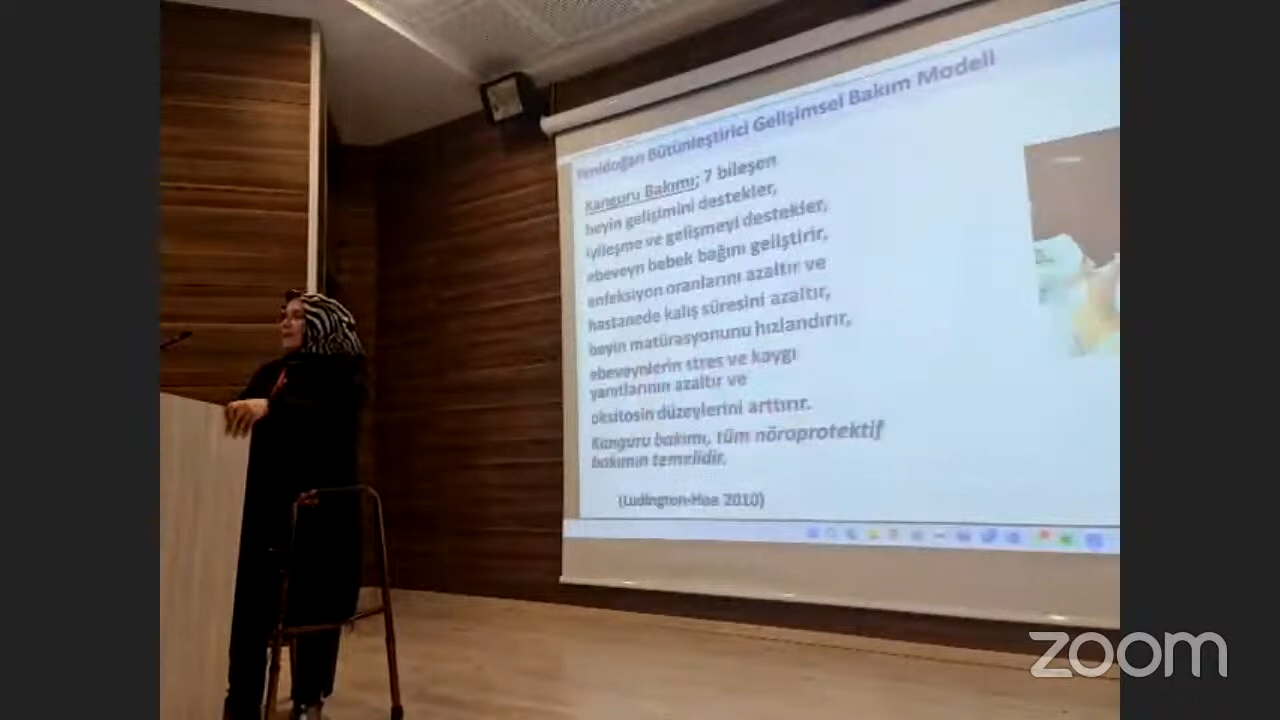 Yenidoğan Bütünleştirici Gelişimsel Bakım Modeli
Kanguru Bakımı; 7 bileşen
beyin gelişimini destekler,
iyileşme ve gelişmeyi destekler,
ebeveyn bebek bağını geliştirir,
enfeksiyon oranlarını azaltır ve
hastanede kalış süresini azaltır,
beyin matürasyonunu hızlandırır,
ebeveynlerin stres ve kaygı
yanıtlarının azaltır ve
oksitosin düzeylerini arttırır.
Kanguru bakımı, tüm nöroprotektif
bakımın temelidir.
(Ludington-Hoe 2010)
zoom